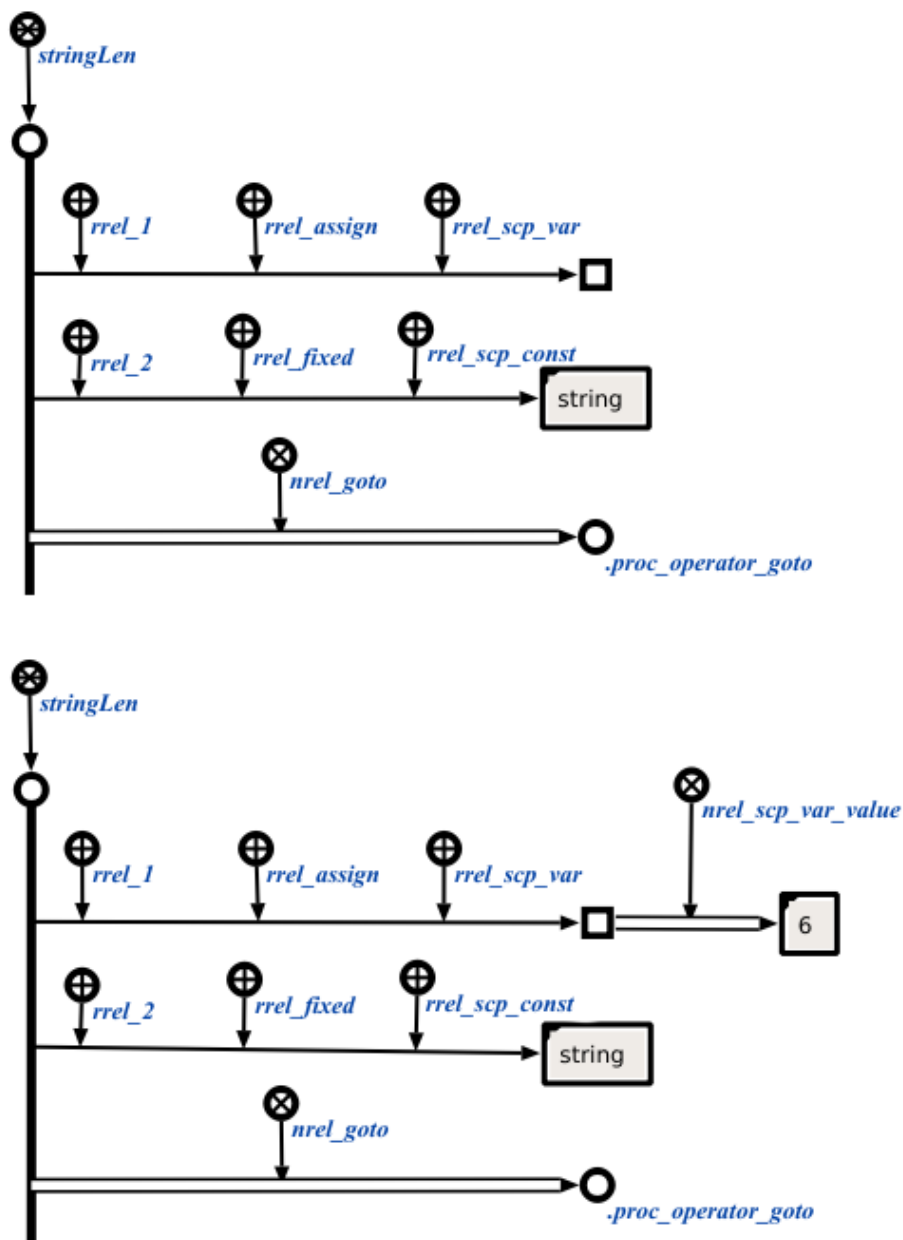 stringLen
rrel_1
rrel_assign
rrel_scp_var
rrel_2
rrel_fixed
rrel_scp_const
string
nrel_goto
.proc_operator_goto
stringLen
nrel_scp_var_value
rrel_1
rrel_assign
rrel_scp_var
6
rrel_2
rrel_fixed
rrel_scp_const
string
nrel_goto
.proc_operator_goto